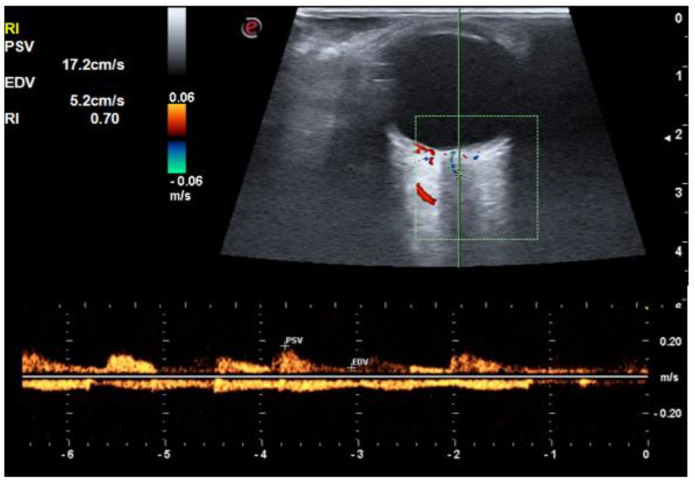 RI
PSV
17.2cm/s
EDV
5.2cm/s
RI 0.70
0.06
-0.06
m/s
e
0
1
2
3
4
PSV
EDV
0.20
m/s
-0.20
-6 -5 -4 -3 -2 -1 0